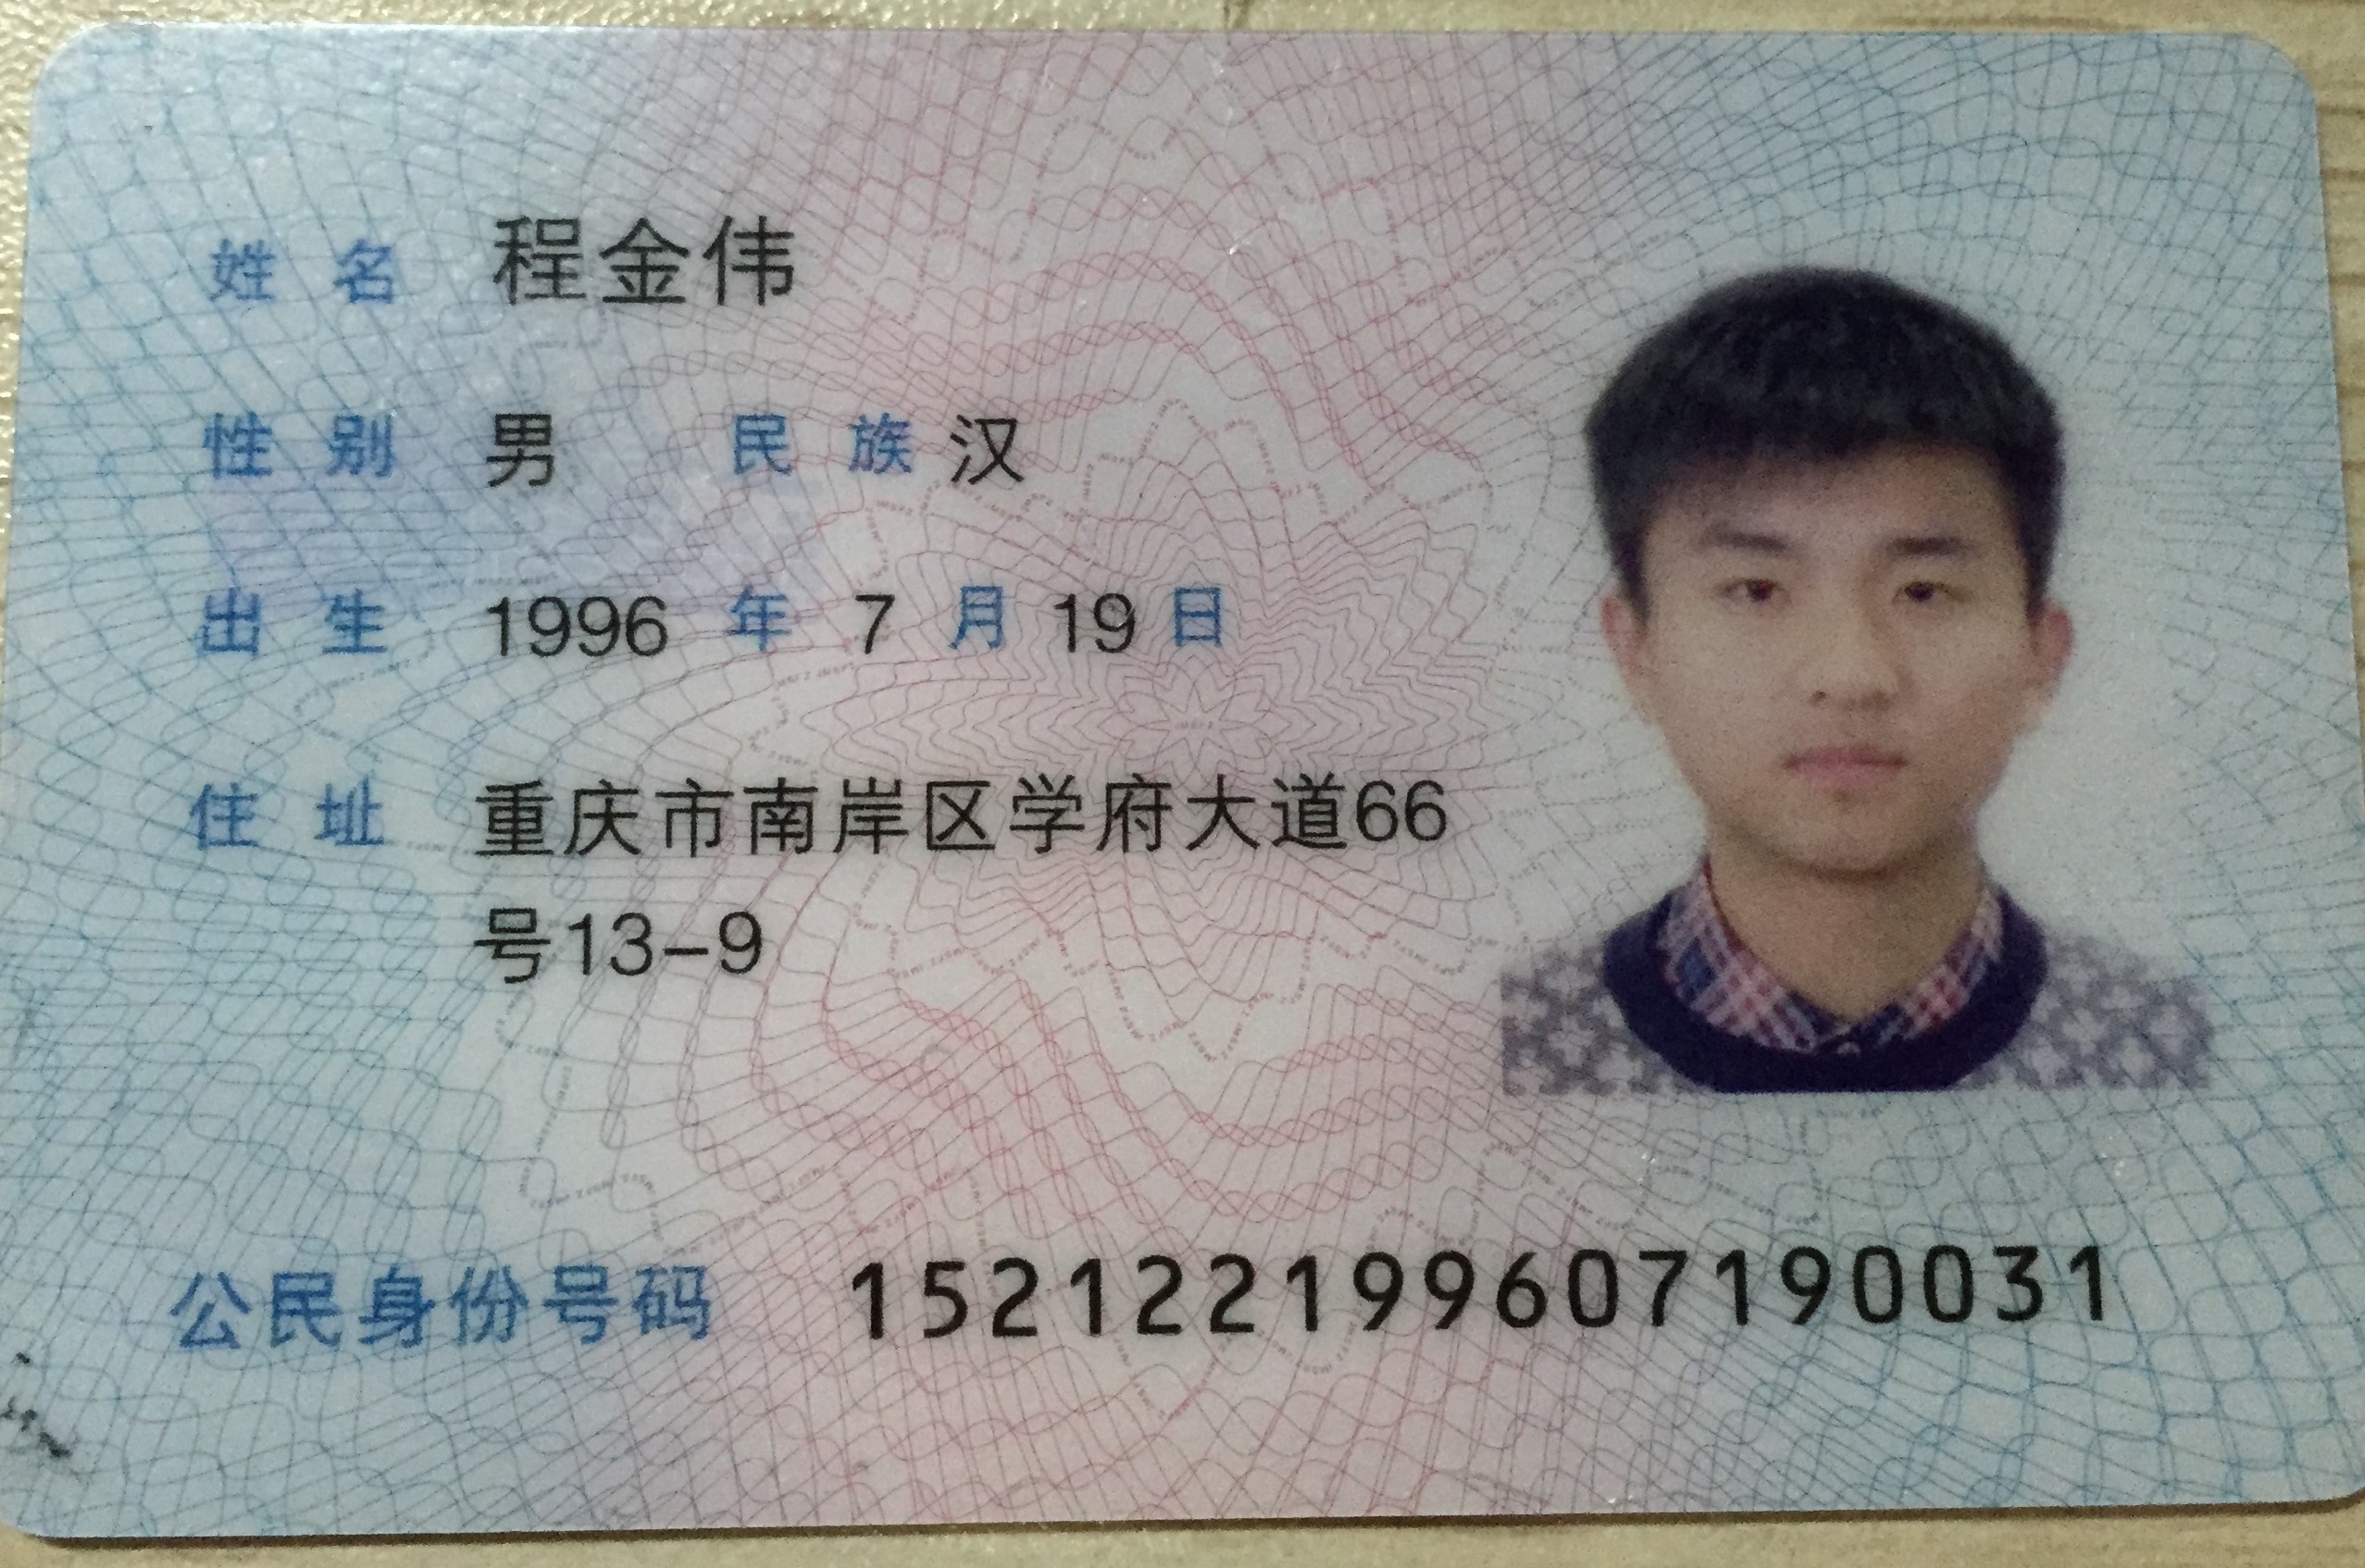 姓名 程金伟
性别 男 民族 汉
出生 1996 年 7 月 19 日
住址 重庆市南岸区学府大道66
号13-9
公民身份号码 152122199607190031